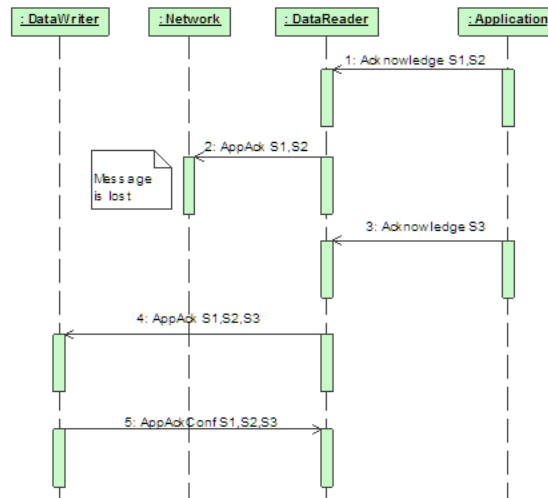 : DataWriter
: Network
: DataReader
: Application
1: Acknowledge S1,S2
2: AppAck S1,S2
Message
is lost
3: Acknowledge S3
4: AppAck S1,S2,S3
5: AppAckConf S1,S2,S3